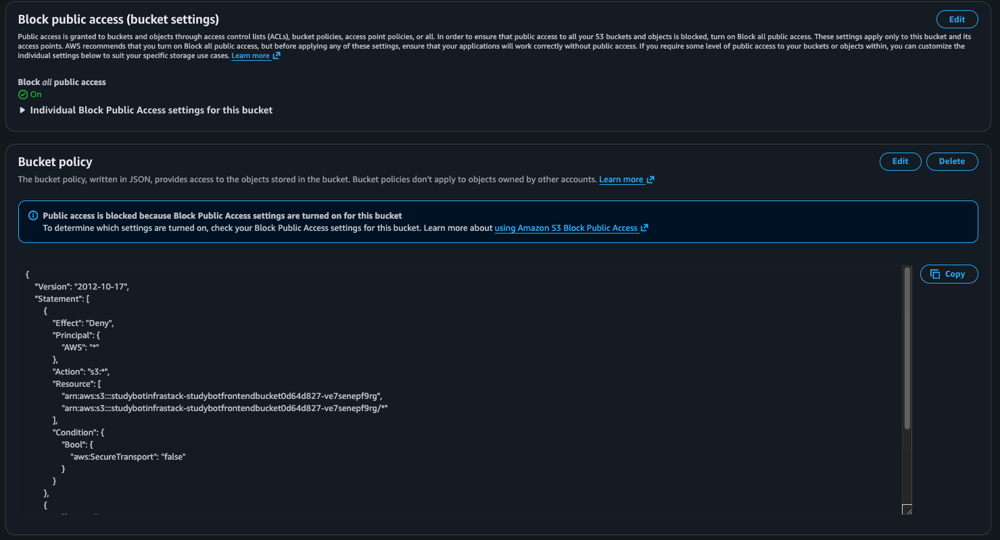 Block public access (bucket settings)
Edit
Public access is granted to buckets and objects through access control lists (ACLs), bucket policies, access point policies, or all. In order to ensure that public access to all your S3 buckets and objects is blocked, turn on Block all public access. These settings apply only to this bucket and its
access points. AWS recommends that you turn on Block all public access, but before applying any of these settings, ensure that your applications will work correctly without public access. If you require some level of public access to your buckets or objects within, you can customize the
individual settings below to suit your specific storage use cases. Learn more
Block all public access
On
Individual Block Public Access settings for this bucket
Bucket policy
Edit
Delete
The bucket policy, written in JSON, provides access to the objects stored in the bucket. Bucket policies don't apply to objects owned by other accounts. Learn more
Public access is blocked because Block Public Access settings are turned on for this bucket
To determine which settings are turned on, check your Block Public Access settings for this bucket. Learn more about using Amazon S3 Block Public Access
Copy
{
"Version": "2012-10-17",
"Statement": [
{
"Effect": "Deny",
"Principal": {
"AWS": "*"
},
"Action": "s3:*",
"Resource": [
"arn:aws:s3:::studybotinfrastack-studybotfrontendbucket0d64d827-ve7senepf9rg",
"arn:aws:s3:::studybotinfrastack-studybotfrontendbucket0d64d827-ve7senepf9rg/*"
],
"Condition": {
"Bool": {
"aws:SecureTransport": "false"
}
}
},
{